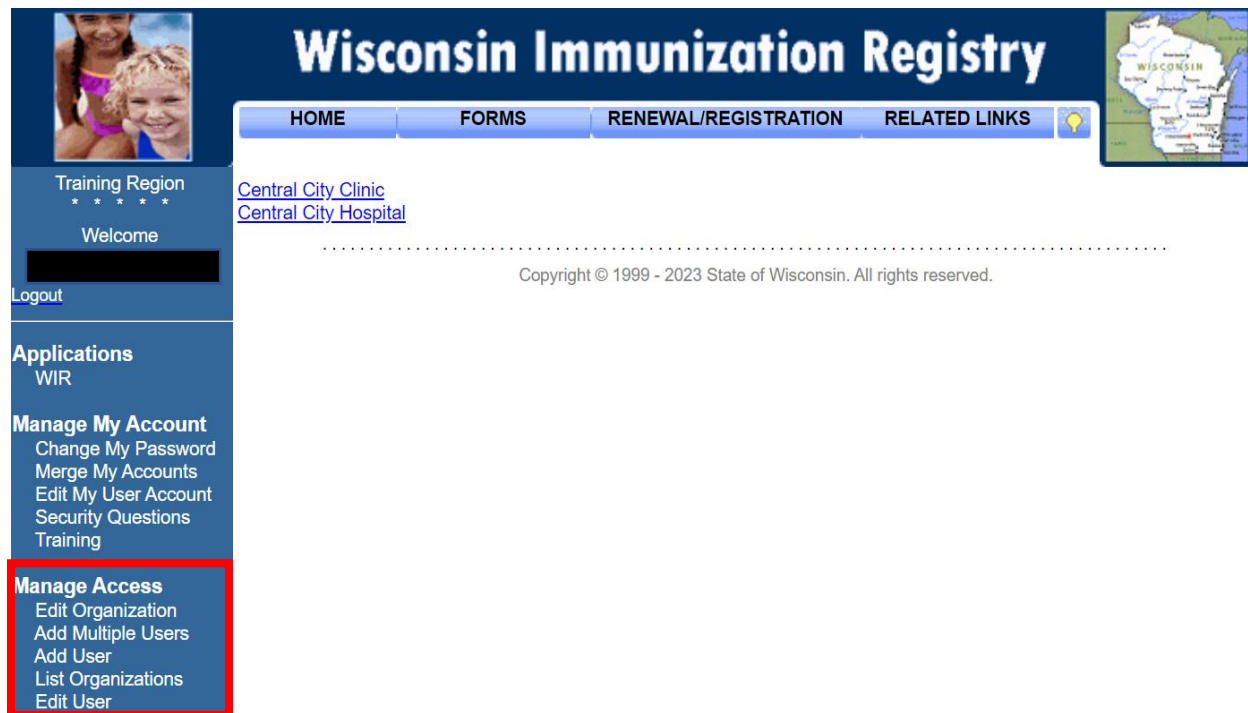 Wisconsin Immunization Registry
WISCONSIN
HOME FORMS RENEWAL/REGISTRATION RELATED LINKS
Training Region
* * * * *
Welcome
Logout
Central City Clinic
Central City Hospital
Copyright © 1999 - 2023 State of Wisconsin. All rights reserved.
Applications
WIR
Manage My Account
Change My Password
Merge My Accounts
Edit My User Account
Security Questions
Training
Manage Access
Edit Organization
Add Multiple Users
Add User
List Organizations
Edit User